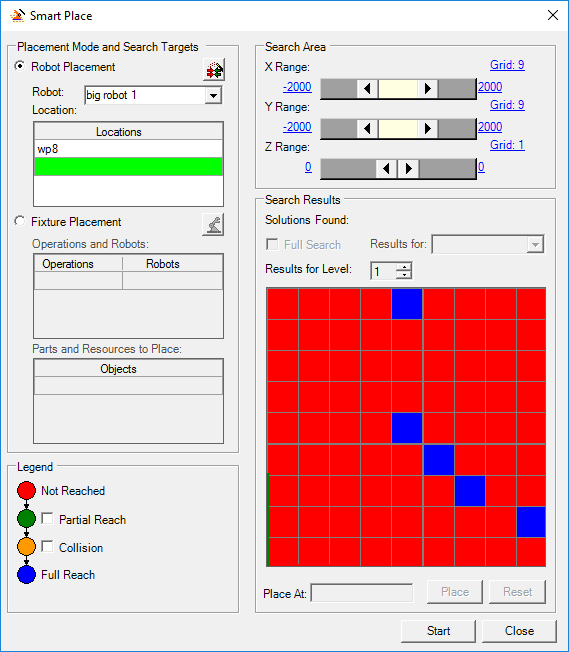 Smart Place
Placement Mode and Search Targets
Robot Placement
Robot: big robot 1
Location:
Locations
wp8
Fixture Placement
Operations and Robots:
Operations Robots
Parts and Resources to Place:
Objects
Legend
Not Reached
Partial Reach
Collision
Full Reach
Search Area
X Range: Grid: 9
-2000 2000
Y Range: Grid: 9
-2000 2000
Z Range: Grid: 1
0 0
Search Results
Solutions Found:
Full Search Results for:
Results for Level: 1
Place At: Place Reset
Start Close